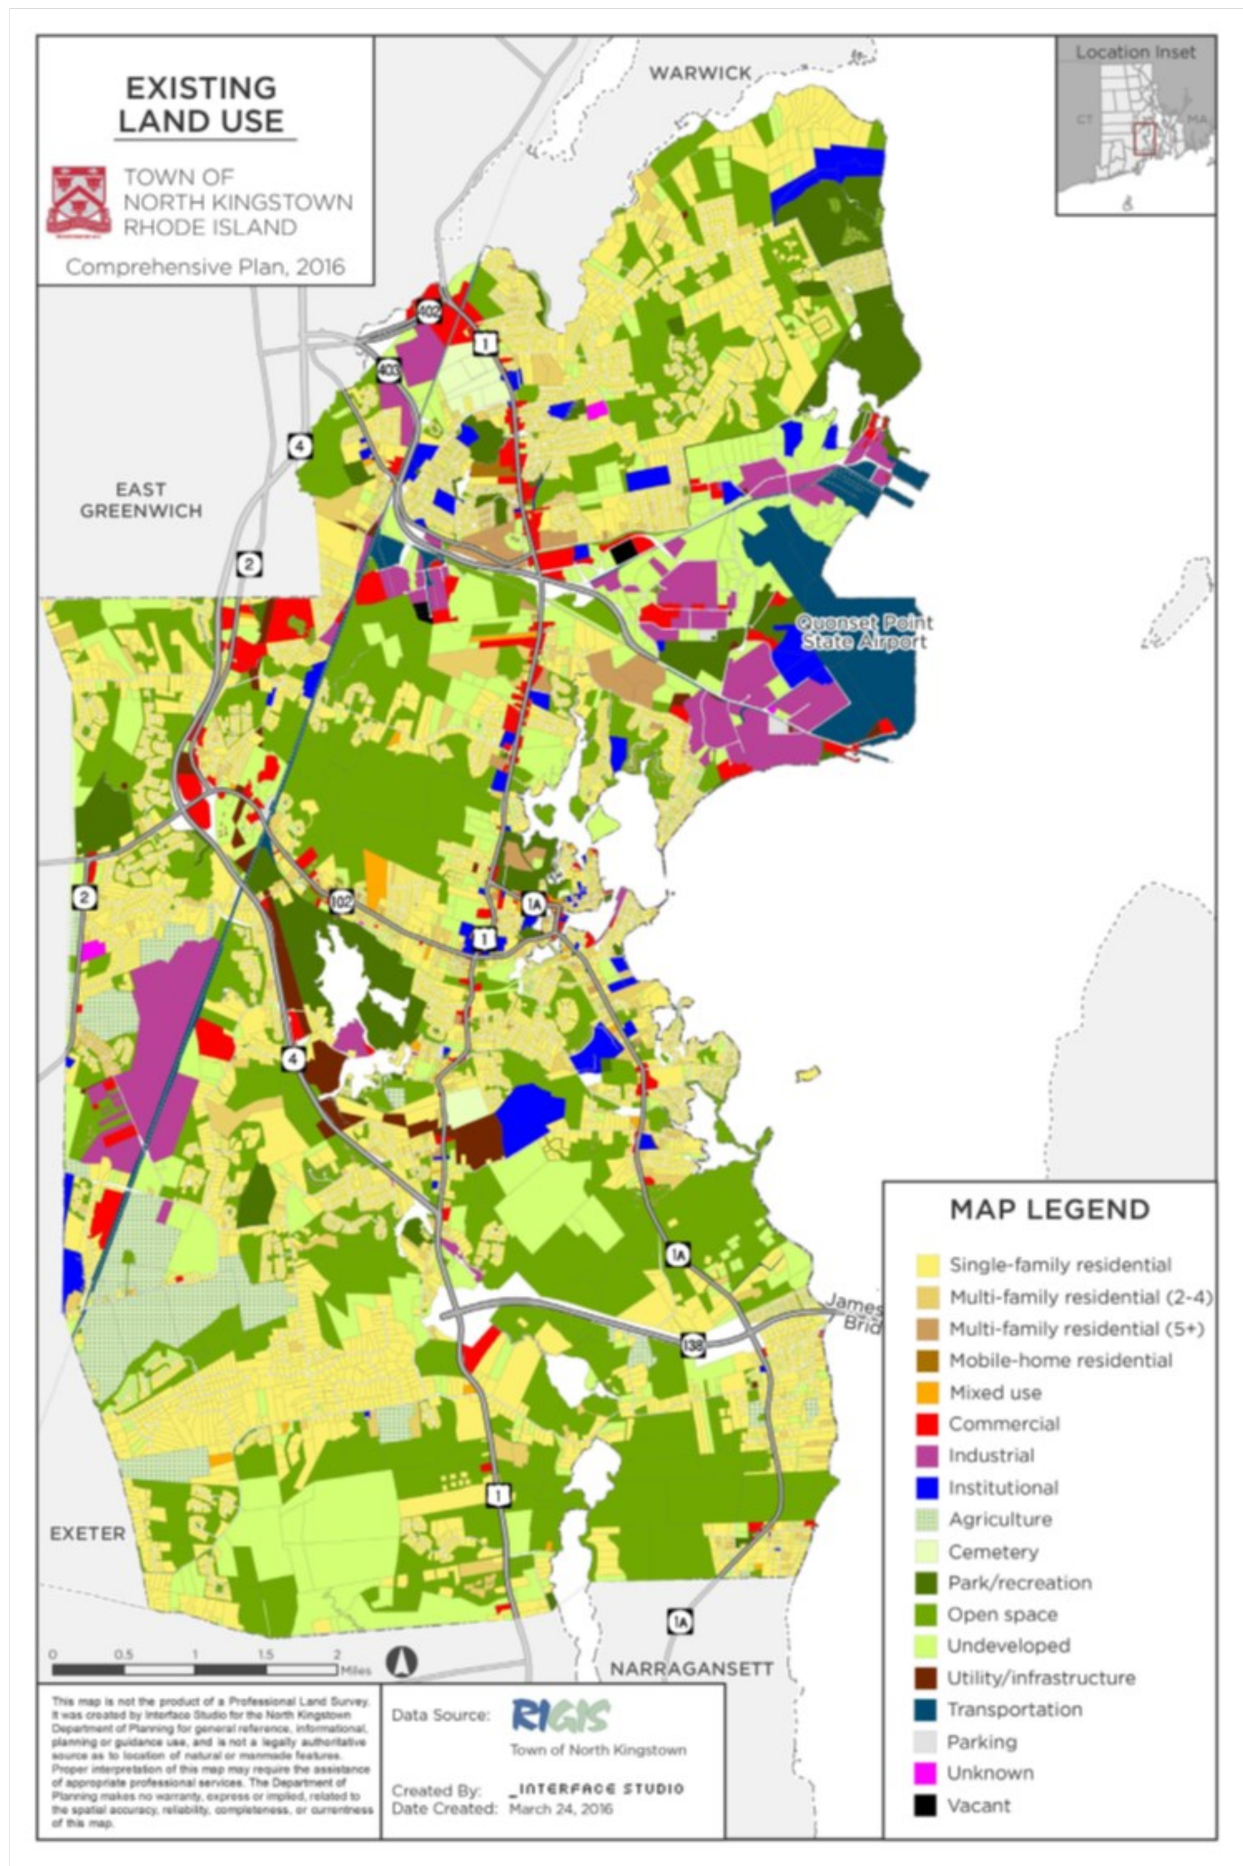 EXISTING
LAND USE
TOWN OF
NORTH KINGSTOWN
RHODE ISLAND
Comprehensive Plan, 2016
WARWICK
Location Inset
CT
MA
402
1
403
4
EAST
GREENWICH
2
Quonset Point
State Airport
2
102
1A
1
4
1A
James
Brid
138
EXETER
1
1A
NARRAGANSETT
0 0.5 1 1.5 2
Miles
MAP LEGEND
Single-family residential
Multi-family residential (2-4)
Multi-family residential (5+)
Mobile-home residential
Mixed use
Commercial
Industrial
Institutional
Agriculture
Cemetery
Park/recreation
Open space
Undeveloped
Utility/infrastructure
Transportation
Parking
Unknown
Vacant
This map is not the product of a Professional Land Survey.
It was created by Interface Studio for the North Kingstown
Department of Planning for general reference, informational,
planning or guidance use, and is not a legally authoritative
source as to location of natural or manmade features.
Proper interpretation of this map may require the assistance
of appropriate professional services. The Department of
Planning makes no warranty, express or implied, related to
the spatial accuracy, reliability, completeness, or currentness
of this map.
Data Source:
RIGIS
Town of North Kingstown
Created By: _INTERFACE STUDIO
Date Created: March 24, 2016